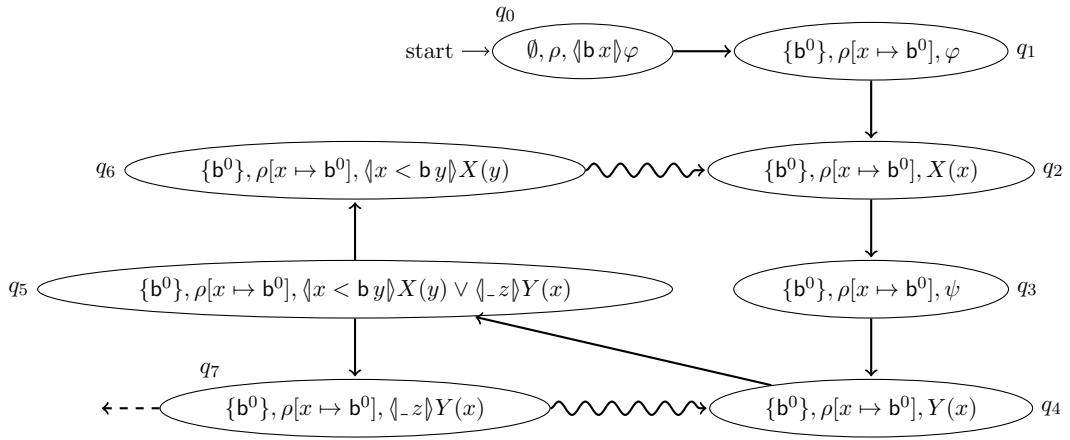 q₀
start ∅, ρ, ⟪b x⟫φ {b⁰}, ρ[x ↦ b⁰], φ q₁
q₆ {b⁰}, ρ[x ↦ b⁰], ⟪x < b y⟫X(y) {b⁰}, ρ[x ↦ b⁰], X(x) q₂
q₅ {b⁰}, ρ[x ↦ b⁰], ⟪x < b y⟫X(y) ∨ ⟪_ z⟫Y(x) {b⁰}, ρ[x ↦ b⁰], ψ q₃
q₇
{b⁰}, ρ[x ↦ b⁰], ⟪_ z⟫Y(x) {b⁰}, ρ[x ↦ b⁰], Y(x) q₄